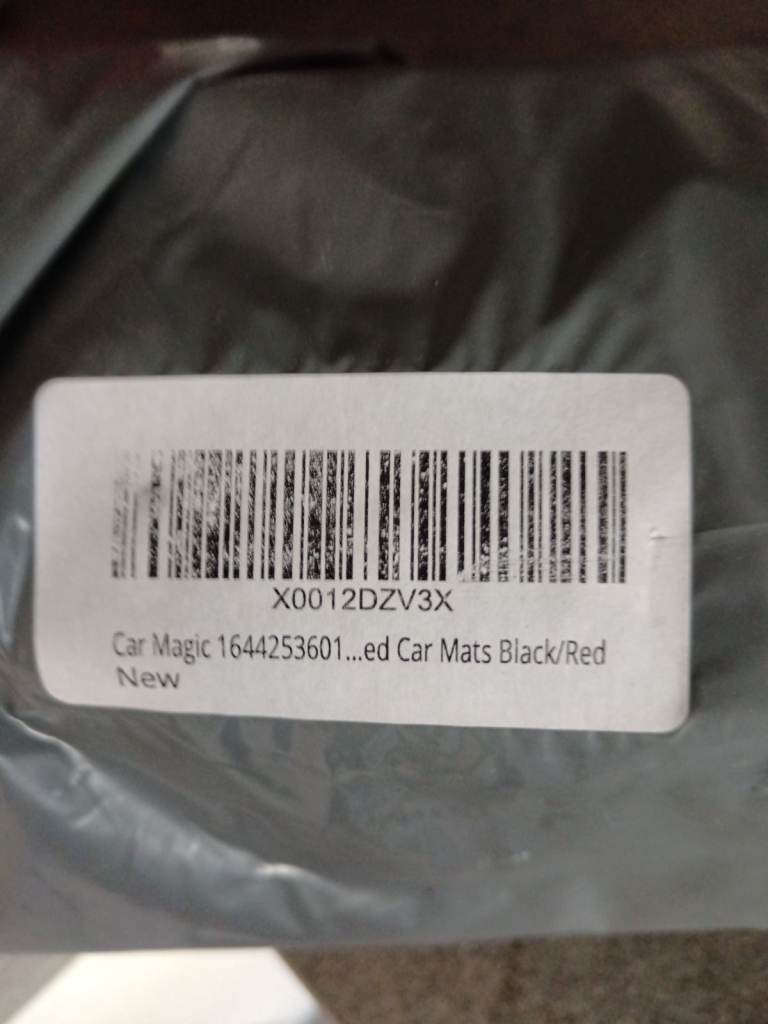 X0012DZV3X
Car Magic 1644253601...ed Car Mats Black/Red
New